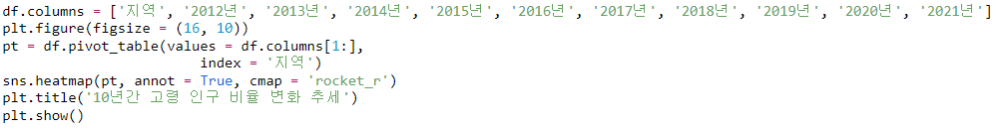 df.columns = ['지역', '2012년', '2013년', '2014년', '2015년', '2016년', '2017년', '2018년', '2019년', '2020년', '2021년']
plt.figure(figsize = (16, 10))
pt = df.pivot_table(values = df.columns[1:],
index = '지역')
sns.heatmap(pt, annot = True, cmap = 'rocket_r')
plt.title('10년간 고령 인구 비율 변화 추세')
plt.show()